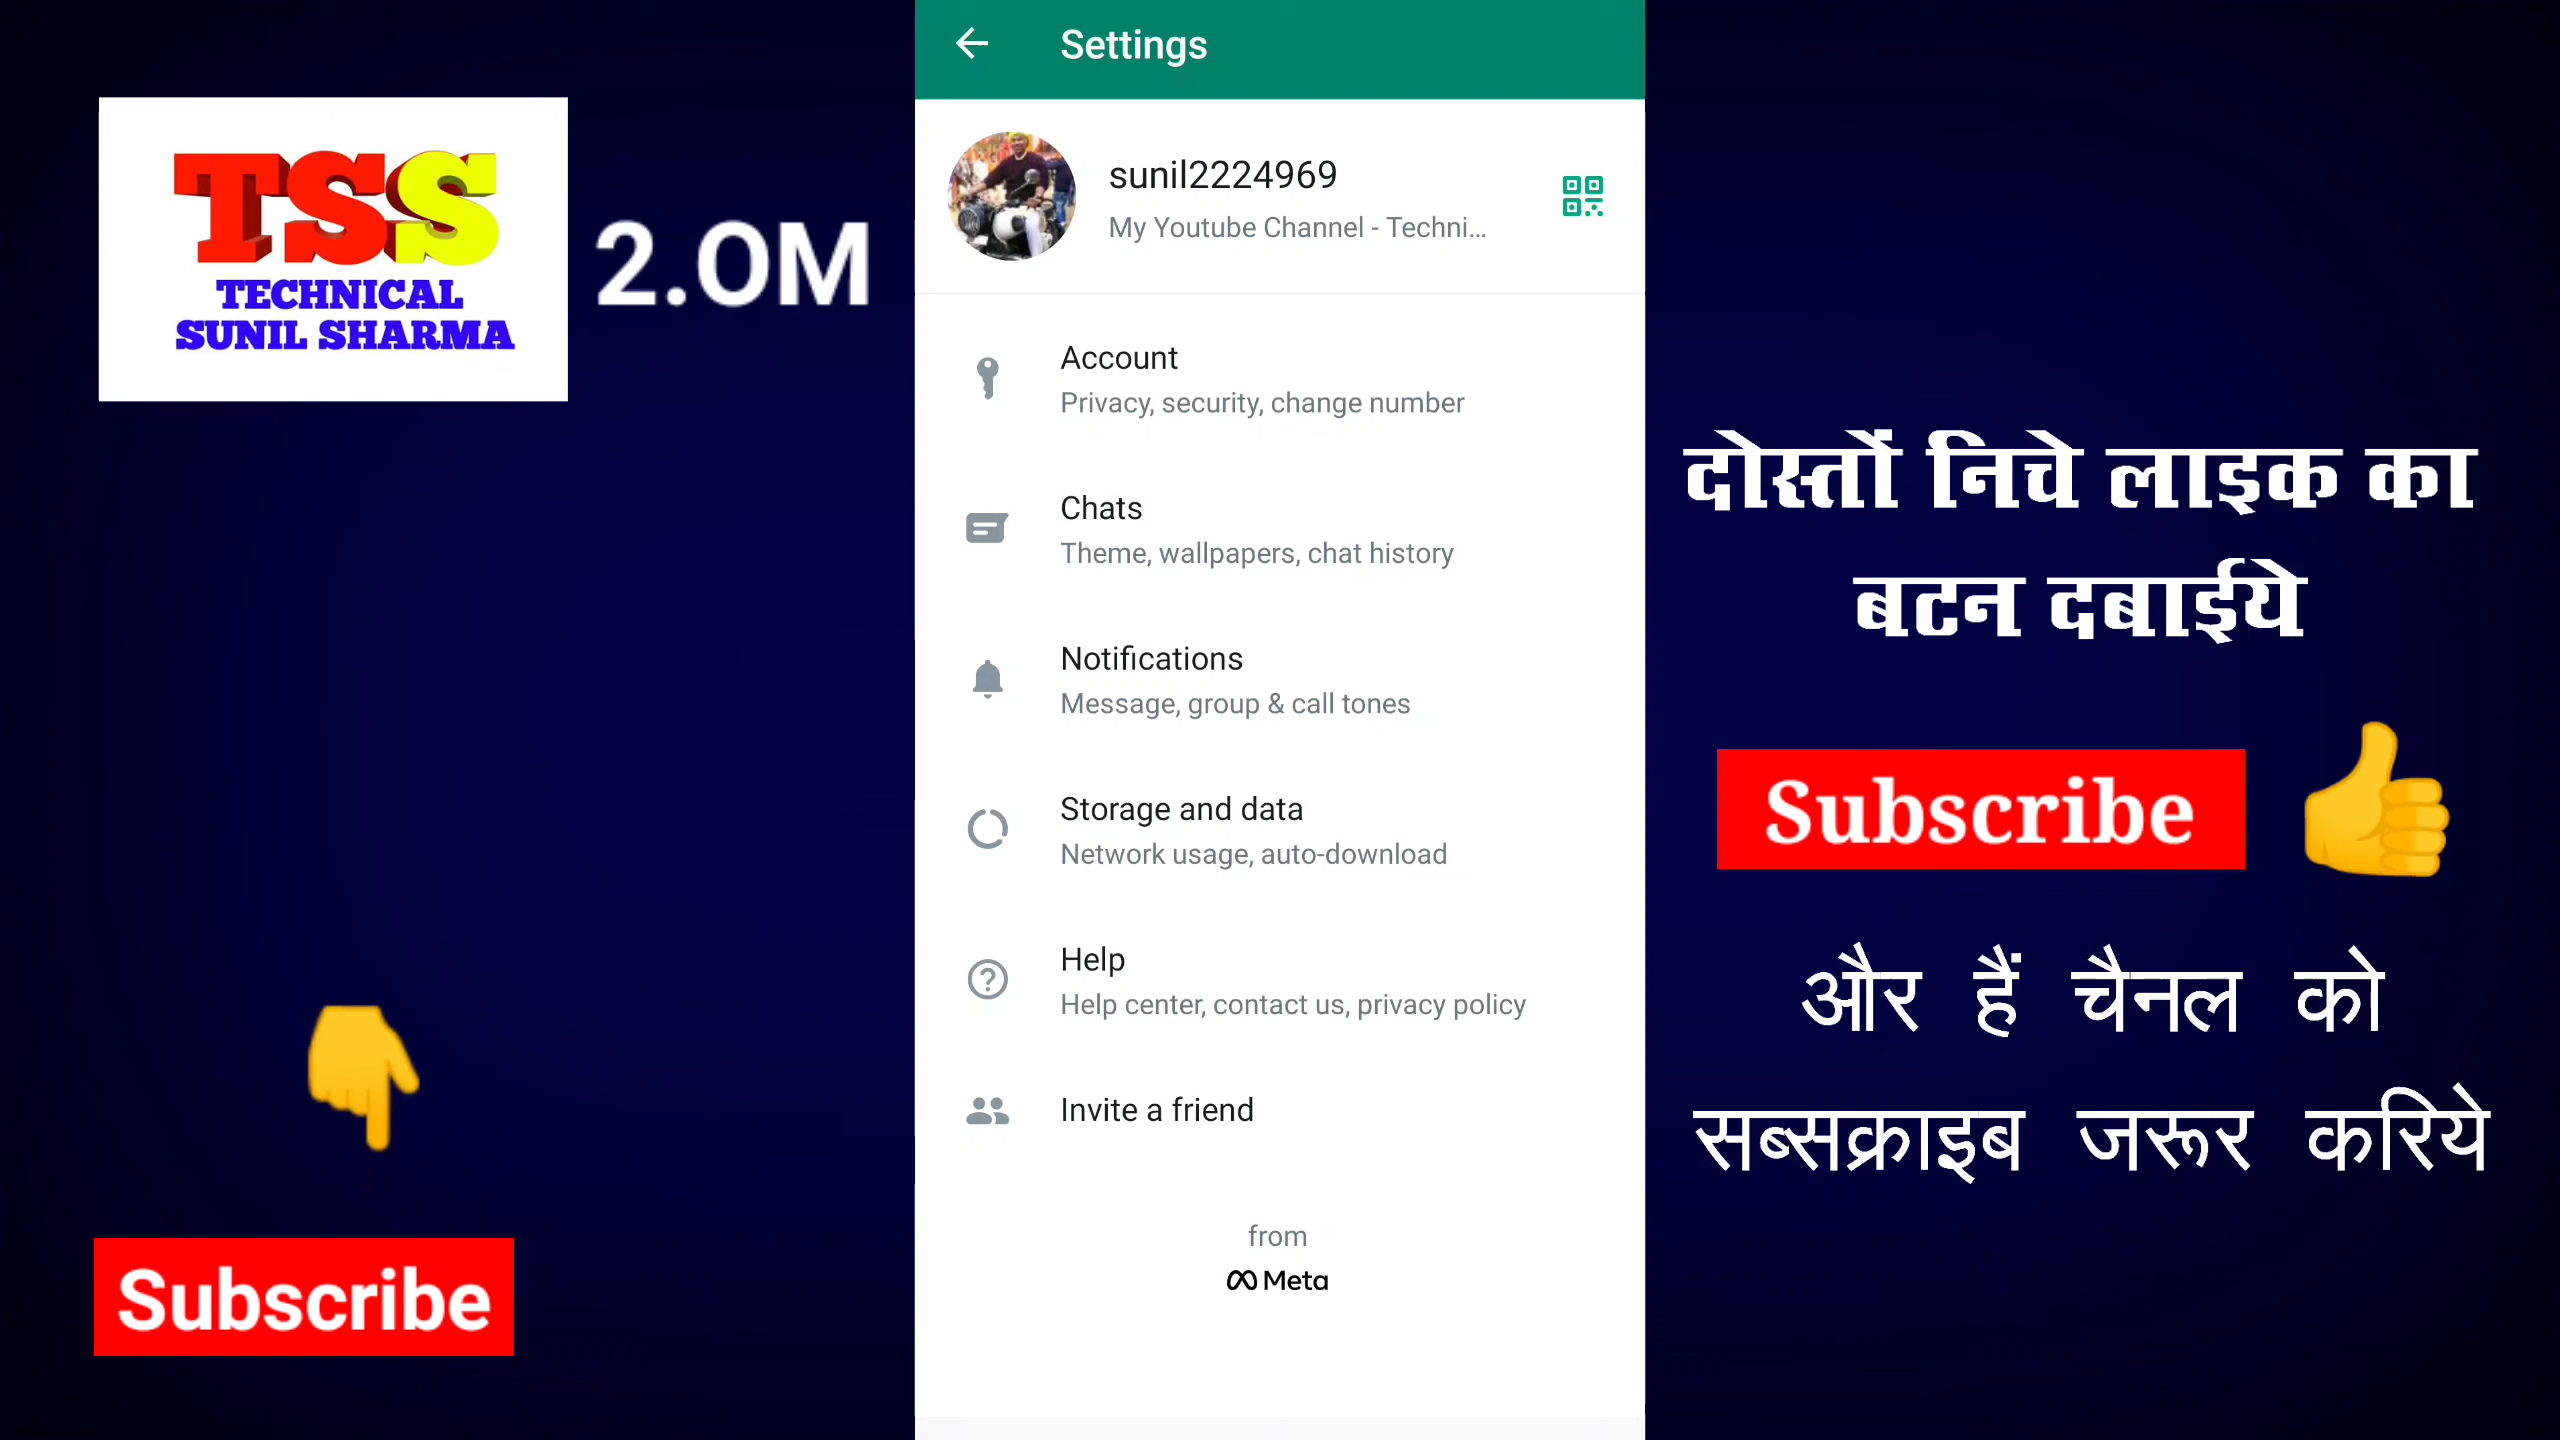 TSS
TECHNICAL
SUNIL SHARMA
2.0M
Subscribe
Settings
sunil2224969
My Youtube Channel - Techni...
Account
Privacy, security, change number
Chats
Theme, wallpapers, chat history
Notifications
Message, group & call tones
Storage and data
Network usage, auto-download
Help
Help center, contact us, privacy policy
Invite a friend
from
Meta
दोस्तों निचे लाइक का
बटन दबाईये
Subscribe
और हैं चैनल को
सब्सक्राइब जरूर करिये